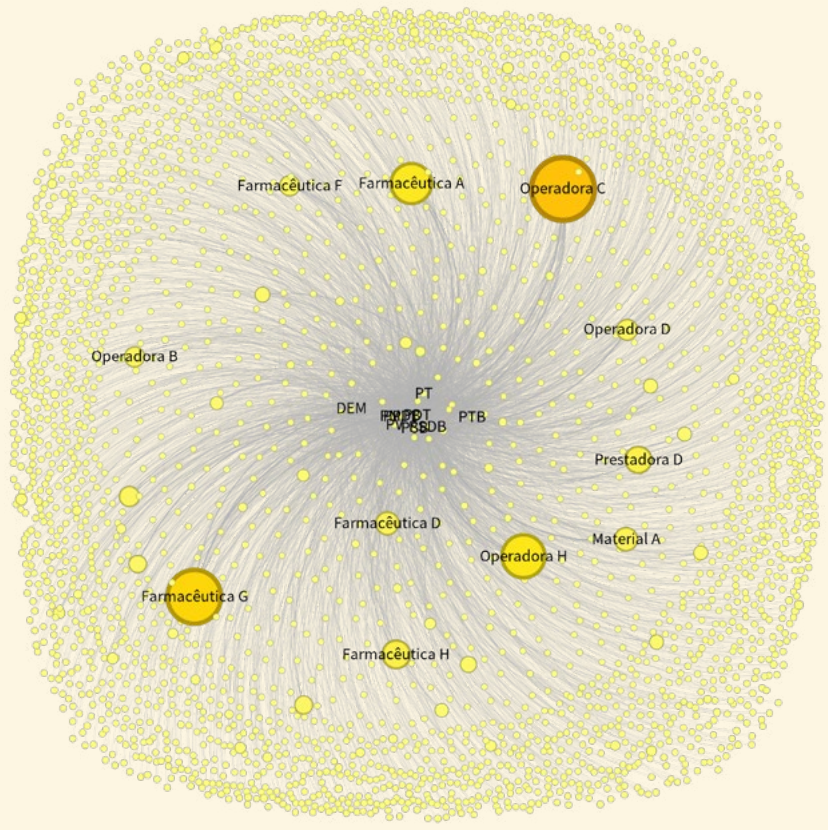 Farmacêutica F
Farmacêutica A
Operadora C
Operadora D
Operadora B
PT
DEM
PTB
Prestadora D
Farmacêutica D
Material A
Operadora H
Farmacêutica G
Farmacêutica H